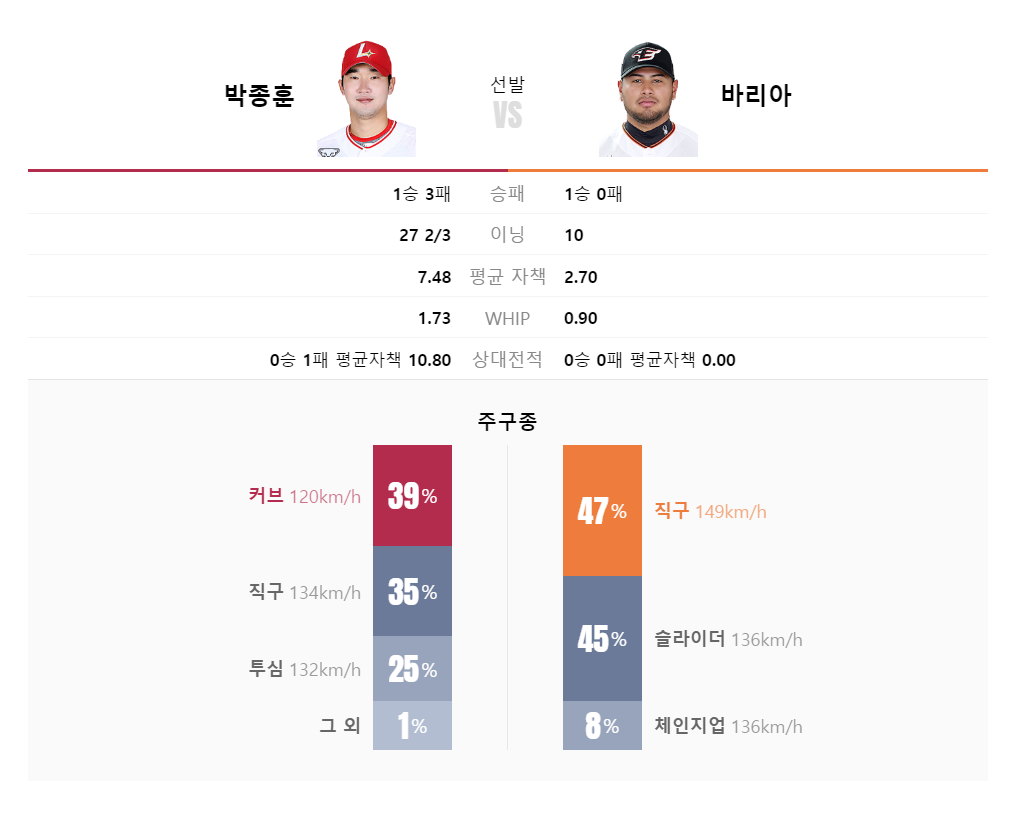 박종훈 선발 VS 바리아
1승 3패 승패 1승 0패
27 2/3 이닝 10
7.48 평균 자책 2.70
1.73 WHIP 0.90
0승 1패 평균자책 10.80 상대전적 0승 0패 평균자책 0.00
주구종
커브 120km/h 39%
직구 134km/h 35%
투심 132km/h 25%
그 외 1%
47% 직구 149km/h
45% 슬라이더 136km/h
8% 체인지업 136km/h